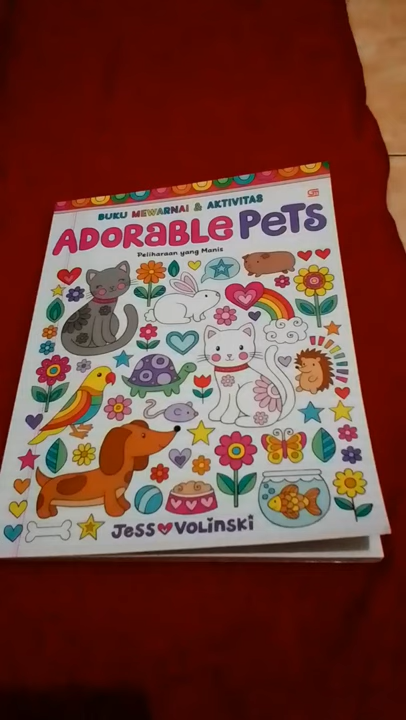 BUKU MEWARNAI & AKTIVITAS
ADORABLE PETS
Peliharaan yang Manis
JESS VOLINSKI